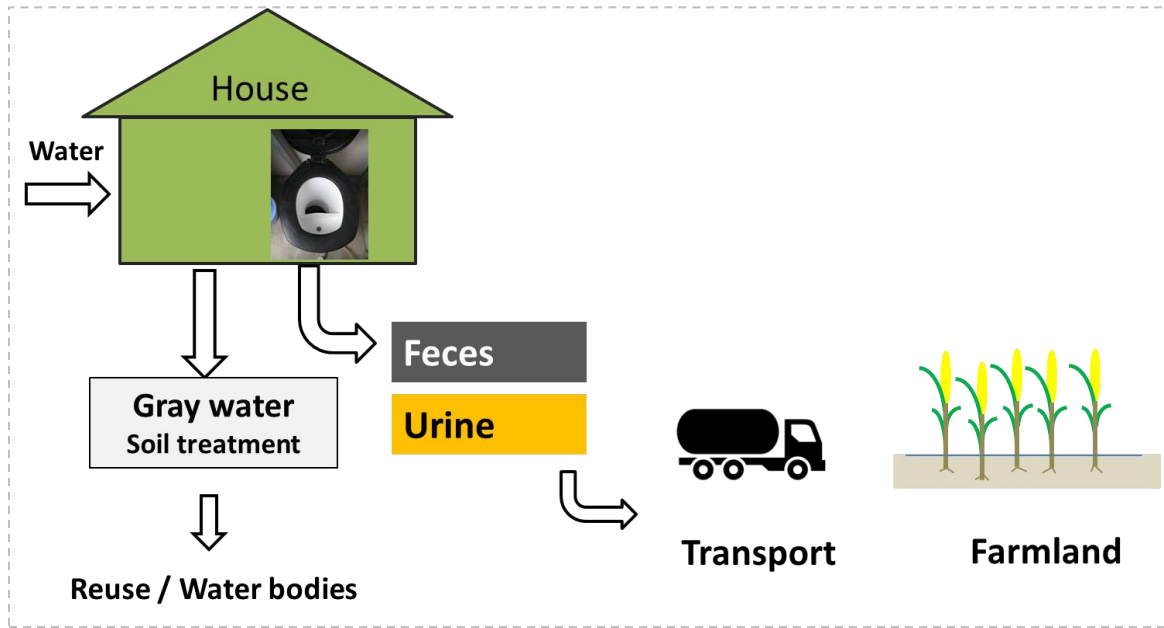 House
Water
Feces
Gray water
Soil treatment
Urine
Transport
Farmland
Reuse / Water bodies